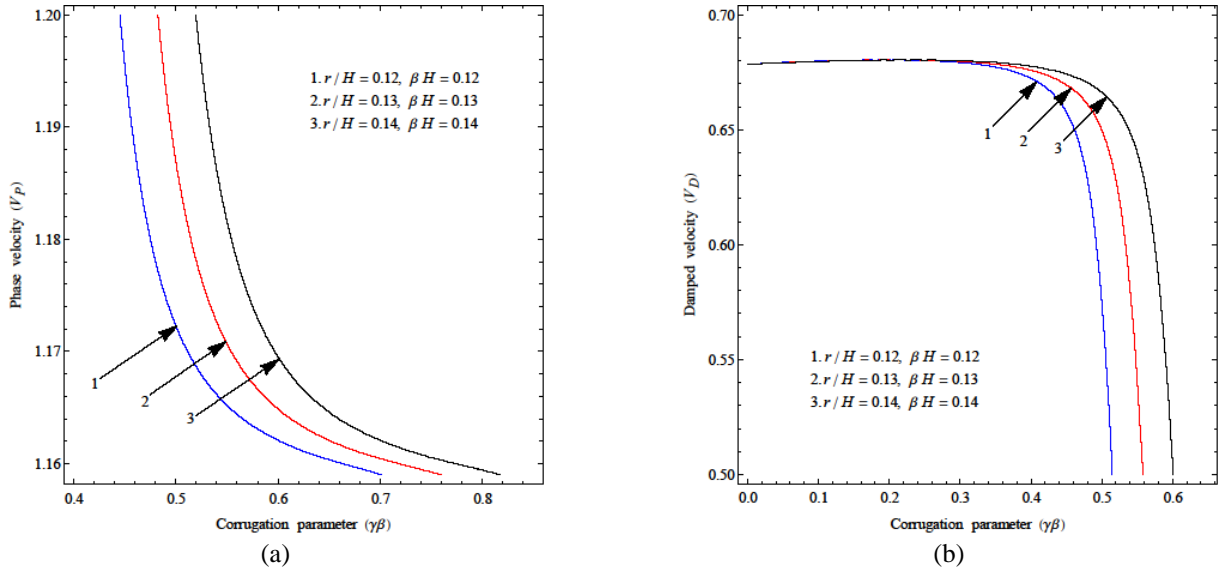 1.20
1.19
1.18
1.17
1.16
Phase velocity (V_P)
1. r / H = 0.12, β H = 0.12
2. r / H = 0.13, β H = 0.13
3. r / H = 0.14, β H = 0.14
1
2
3
0.4 0.5 0.6 0.7 0.8
Corrugation parameter (γβ)
(a)
0.70
0.65
0.60
0.55
0.50
Damped velocity (V_D)
1
2
3
1. r / H = 0.12, β H = 0.12
2. r / H = 0.13, β H = 0.13
3. r / H = 0.14, β H = 0.14
0.0 0.1 0.2 0.3 0.4 0.5 0.6
Corrugation parameter (γβ)
(b)